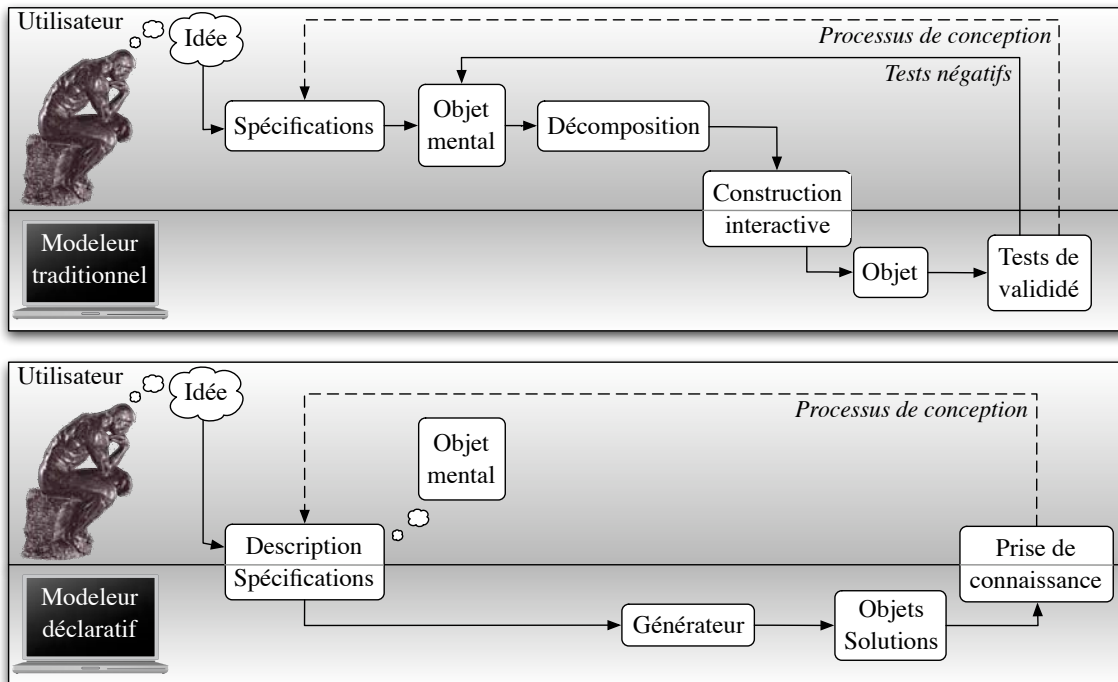 Utilisateur
Idée
Processus de conception
Tests négatifs
Spécifications
Objet
mental
Décomposition
Construction
interactive
Modeleur
traditionnel
Objet
Tests de
valididé
Utilisateur
Idée
Processus de conception
Objet
mental
Description
Spécifications
Prise de
connaissance
Modeleur
déclaratif
Générateur
Objets
Solutions